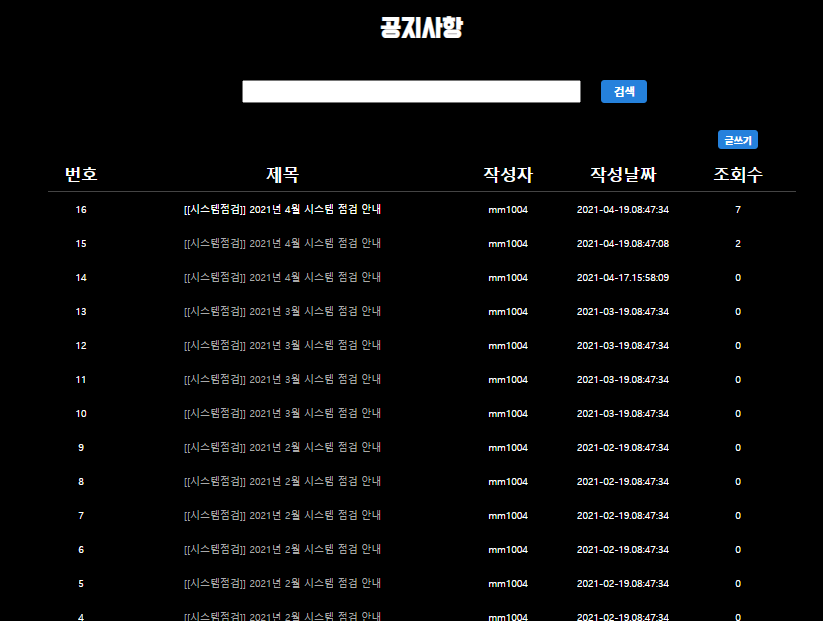 공지사항
검색
글쓰기
번호 제목 작성자 작성날짜 조회수
16 [[시스템점검]] 2021년 4월 시스템 점검 안내 mm1004 2021-04-19.08:47:34 7
15 [[시스템점검]] 2021년 4월 시스템 점검 안내 mm1004 2021-04-19.08:47:08 2
14 [[시스템점검]] 2021년 4월 시스템 점검 안내 mm1004 2021-04-17.15:58:09 0
13 [[시스템점검]] 2021년 3월 시스템 점검 안내 mm1004 2021-03-19.08:47:34 0
12 [[시스템점검]] 2021년 3월 시스템 점검 안내 mm1004 2021-03-19.08:47:34 0
11 [[시스템점검]] 2021년 3월 시스템 점검 안내 mm1004 2021-03-19.08:47:34 0
10 [[시스템점검]] 2021년 3월 시스템 점검 안내 mm1004 2021-03-19.08:47:34 0
9 [[시스템점검]] 2021년 2월 시스템 점검 안내 mm1004 2021-02-19.08:47:34 0
8 [[시스템점검]] 2021년 2월 시스템 점검 안내 mm1004 2021-02-19.08:47:34 0
7 [[시스템점검]] 2021년 2월 시스템 점검 안내 mm1004 2021-02-19.08:47:34 0
6 [[시스템점검]] 2021년 2월 시스템 점검 안내 mm1004 2021-02-19.08:47:34 0
5 [[시스템점검]] 2021년 2월 시스템 점검 안내 mm1004 2021-02-19.08:47:34 0
4 [[시스템점검]] 2021년 2월 시스템 점검 안내 mm1004 2021-02-19.08:47:34 0